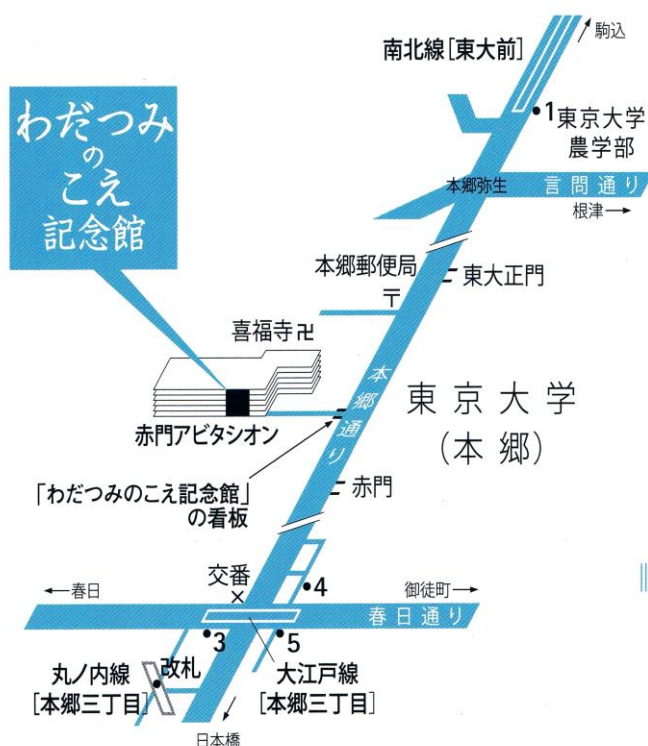 駒込
南北線[東大前]
1
東京大学
農学部
わだつみ
の
こえ
記念館
本郷弥生
言問通り
根津
本郷郵便局
〒
東大正門
喜福寺卍
本郷通り
東京大学
(本郷)
赤門アビタシオン
「わだつみのこえ記念館」
の看板
赤門
交番
4
春日
御徒町
春日通り
3
5
丸ノ内線
[本郷三丁目]
改札
大江戸線
[本郷三丁目]
日本橋